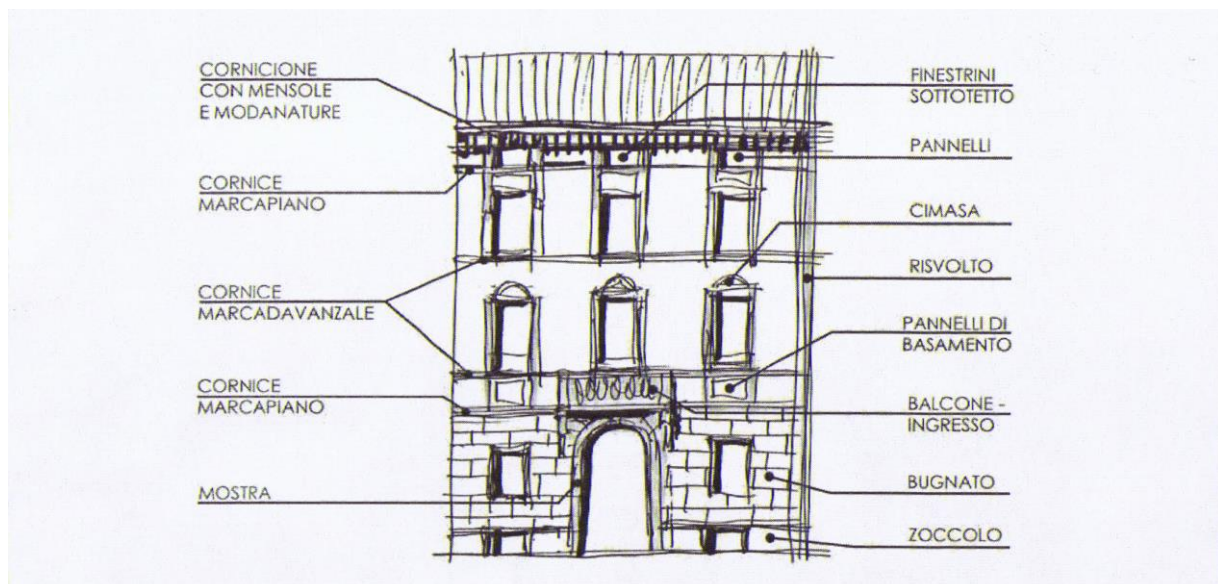 CORNICIONE
CON MENSOLE
E MODANATURE
CORNICE
MARCAPIANO
CORNICE
MARCADAVANZALE
CORNICE
MARCAPIANO
MOSTRA
FINESTRINI
SOTTOTETTO
PANNELLI
CIMASA
RISVOLTO
PANNELLI DI
BASAMENTO
BALCONE -
INGRESSO
BUGNATO
ZOCCOLO